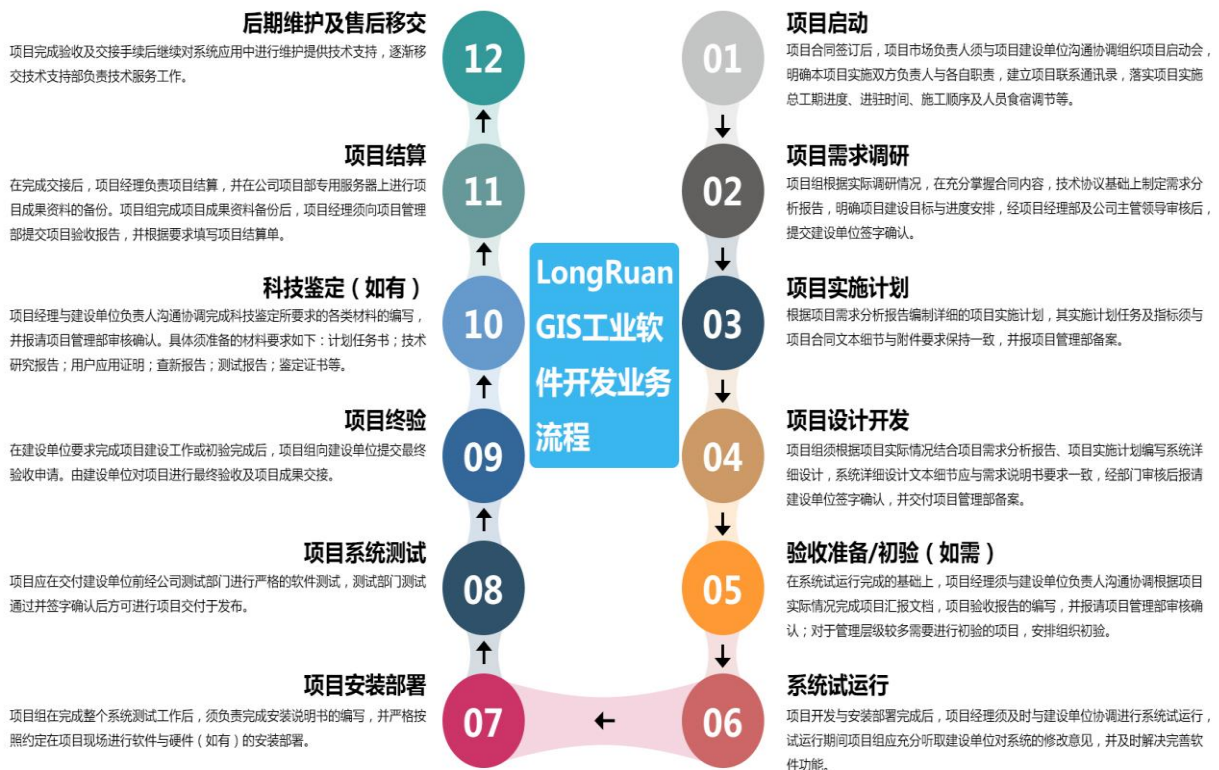 LongRuan
GIS工业软
件开发业务
流程
01
项目启动
项目合同签订后，项目市场负责人须与项目建设单位沟通协调组织项目启动会，
明确本项目实施双方负责人与各自职责，建立项目联系通讯录，落实项目实施
总工期进度、进驻时间、施工顺序及人员食宿调节等。
02
项目需求调研
项目组根据实际调研情况，在充分掌握合同内容，技术协议基础上制定需求分
析报告，明确项目建设目标与进度安排，经项目经理部及公司主管领导审核后，
提交建设单位签字确认。
03
项目实施计划
根据项目需求分析报告编制详细的项目实施计划，其实施计划任务及指标须与
项目合同文本细节与附件要求保持一致，并报项目管理部备案。
04
项目设计开发
项目组须根据项目实际情况结合项目需求分析报告、项目实施计划编写系统详
细设计，系统详细设计文本细节应与需求说明书要求一致，经部门审核后报请
建设单位签字确认，并交付项目管理部备案。
05
验收准备/初验（如需）
在系统试运行完成的基础上，项目经理须与建设单位负责人沟通协调根据项目
实际情况完成项目汇报文档，项目验收报告的编写，并报请项目管理部审核确
认；对于管理层级较多需要进行初验的项目，安排组织初验。
06
系统试运行
项目开发与安装部署完成后，项目经理须及时与建设单位协调进行系统试运行，
试运行期间项目组应充分听取建设单位对系统的修改意见，并及时解决完善软
件功能。
07
项目安装部署
项目组在完成整个系统测试工作后，须负责完成安装说明书的编写，并严格按
照约定在项目现场进行软件与硬件（如有）的安装部署。
08
项目系统测试
项目应在交付建设单位前经公司测试部门进行严格的软件测试，测试部门测试
通过并签字确认后方可进行项目交付于发布。
09
项目终验
在建设单位要求完成项目建设工作或初验完成后，项目组向建设单位提交最终
验收申请。由建设单位对项目进行最终验收及项目成果交接。
10
科技鉴定（如有）
项目经理与建设单位负责人沟通协调完成科技鉴定所要求的各类材料的编写，
并报请项目管理部审核确认。具体须准备的材料要求如下：计划任务书；技术
研究报告；用户应用证明；查新报告；测试报告；鉴定证书等。
11
项目结算
在完成交接后，项目经理负责项目结算，并在公司项目部专用服务器上进行项
目成果资料的备份。项目组完成项目成果资料备份后，项目经理须向项目管理
部提交项目验收报告，并根据要求填写项目结算单。
12
后期维护及售后移交
项目完成验收及交接手续后继续对系统应用中进行维护提供技术支持，逐渐移
交技术支持部负责技术服务工作。